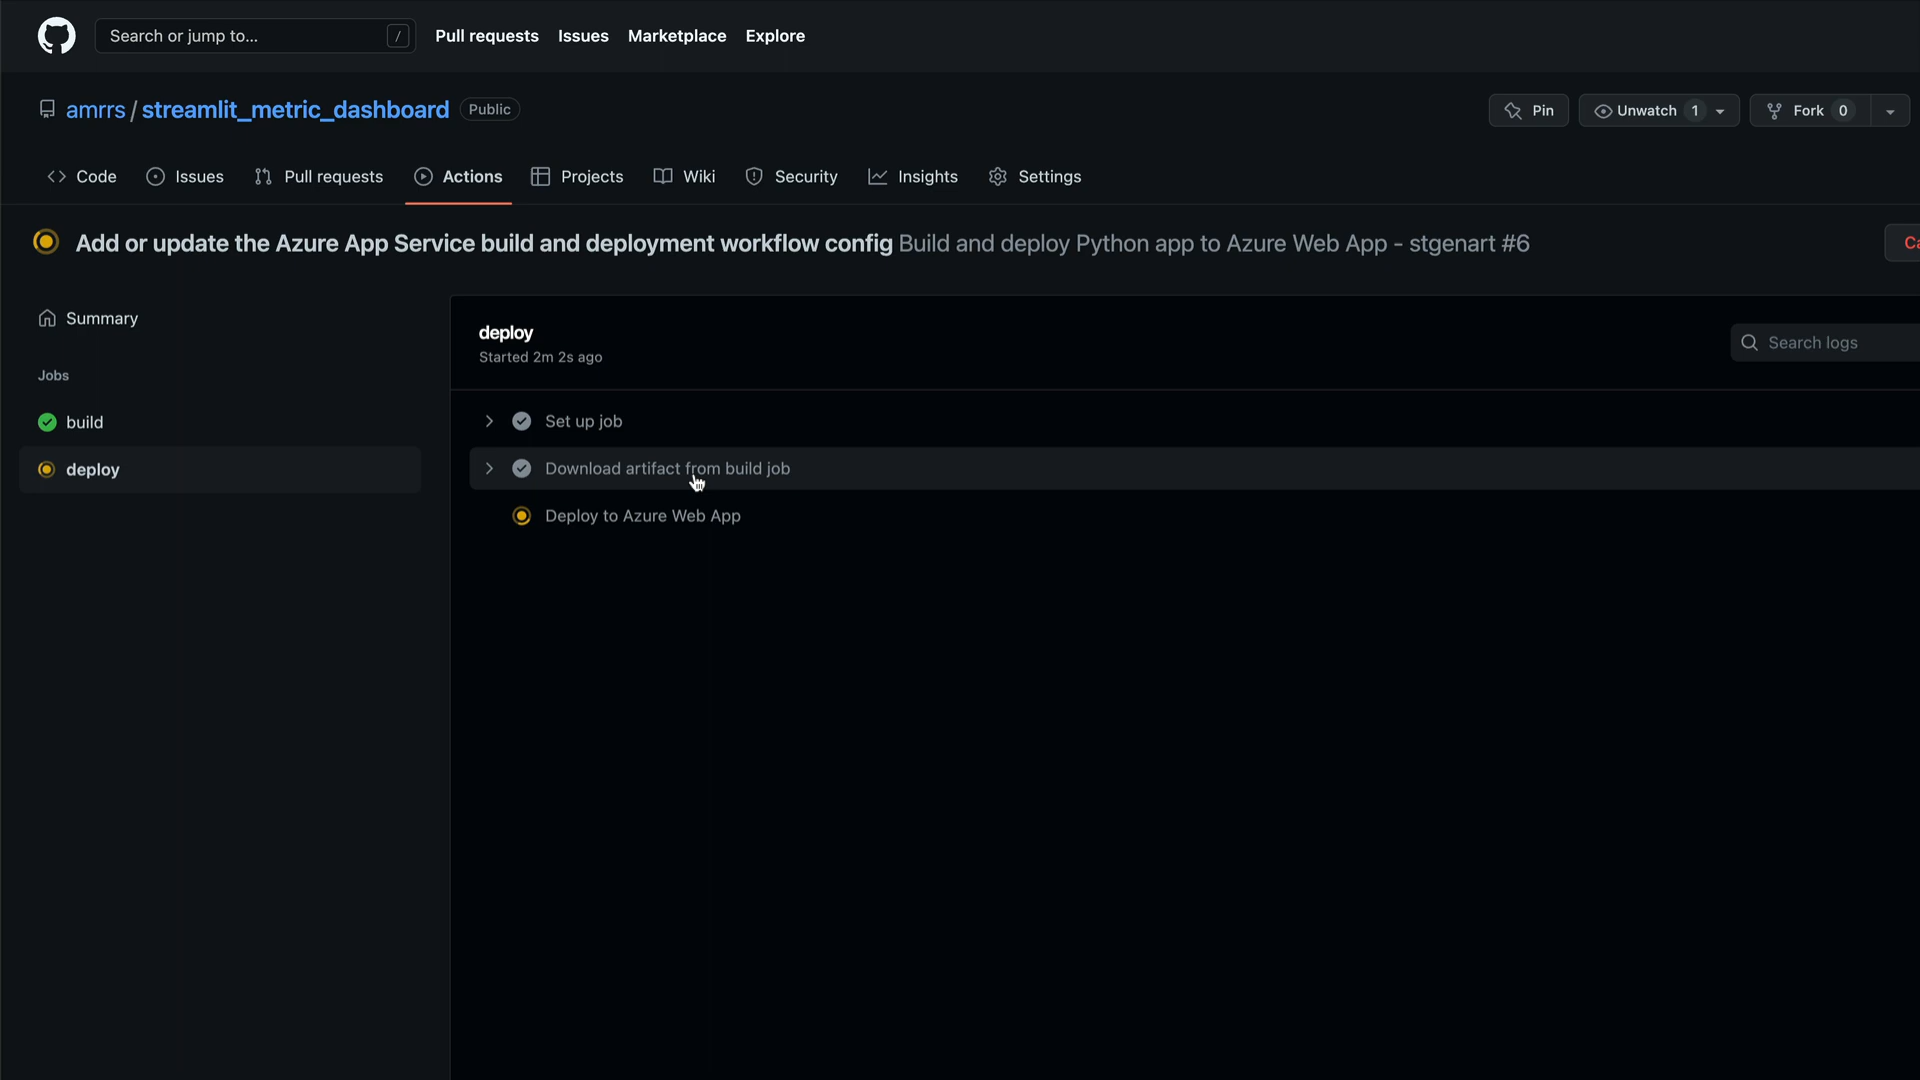 Search or jump to... /
Pull requests Issues Marketplace Explore
amrrs / streamlit_metric_dashboard Public
Pin Unwatch 1 Fork 0
Code Issues Pull requests Actions Projects Wiki Security Insights Settings
Add or update the Azure App Service build and deployment workflow config Build and deploy Python app to Azure Web App - stgenart #6
Ca
Summary
Jobs
build
deploy
deploy
Started 2m 2s ago
Search logs
Set up job
Download artifact from build job
Deploy to Azure Web App